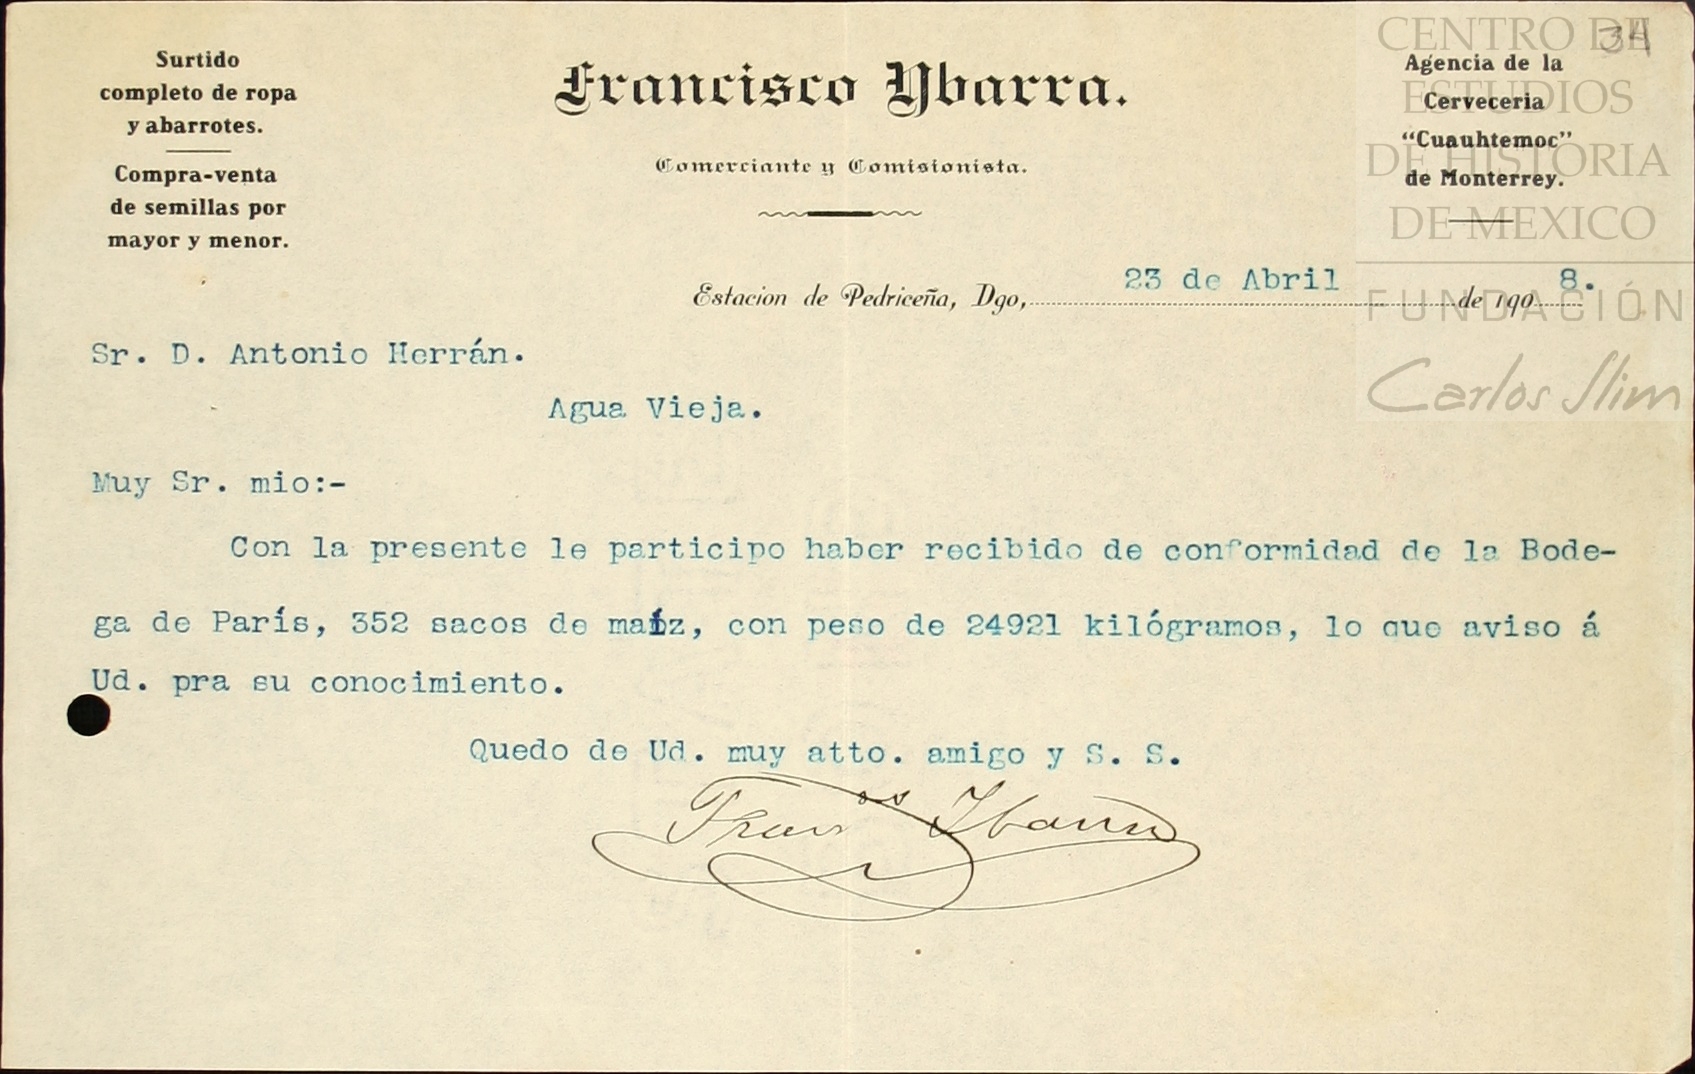 34
Surtido
completo de ropa
y abarrotes.
Compra-venta
de semillas por
mayor y menor.
Francisco Ybarra.
Comerciante y Comisionista.
Agencia de la
Cerveceria
“Cuauhtemoc”
de Monterrey.
CENTRO DE
ESTUDIOS
DE HISTORIA
DE MEXICO
FUNDACIÓN
Carlos Slim
Estacion de Pedriceña, Dgo, 23 de Abril de 190 8.
Sr. D. Antonio Herrán.
Agua Vieja.
Muy Sr. mio:-
Con la presente le participo haber recibido de conformidad de la Bode-
ga de París, 352 sacos de maíz, con peso de 24921 kilógramos, lo que aviso á
Ud. pra su conocimiento.
Quedo de Ud. muy atto. amigo y S. S.
Franco Ybarra